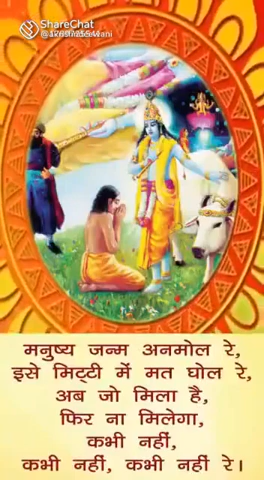 ShareChat
मनुष्य जन्म अनमोल रे,
इसे मिट्टी में मत घोल रे,
अब जो मिला है,
फिर ना मिलेगा,
कभी नहीं,
कभी नहीं, कभी नहीं रे।